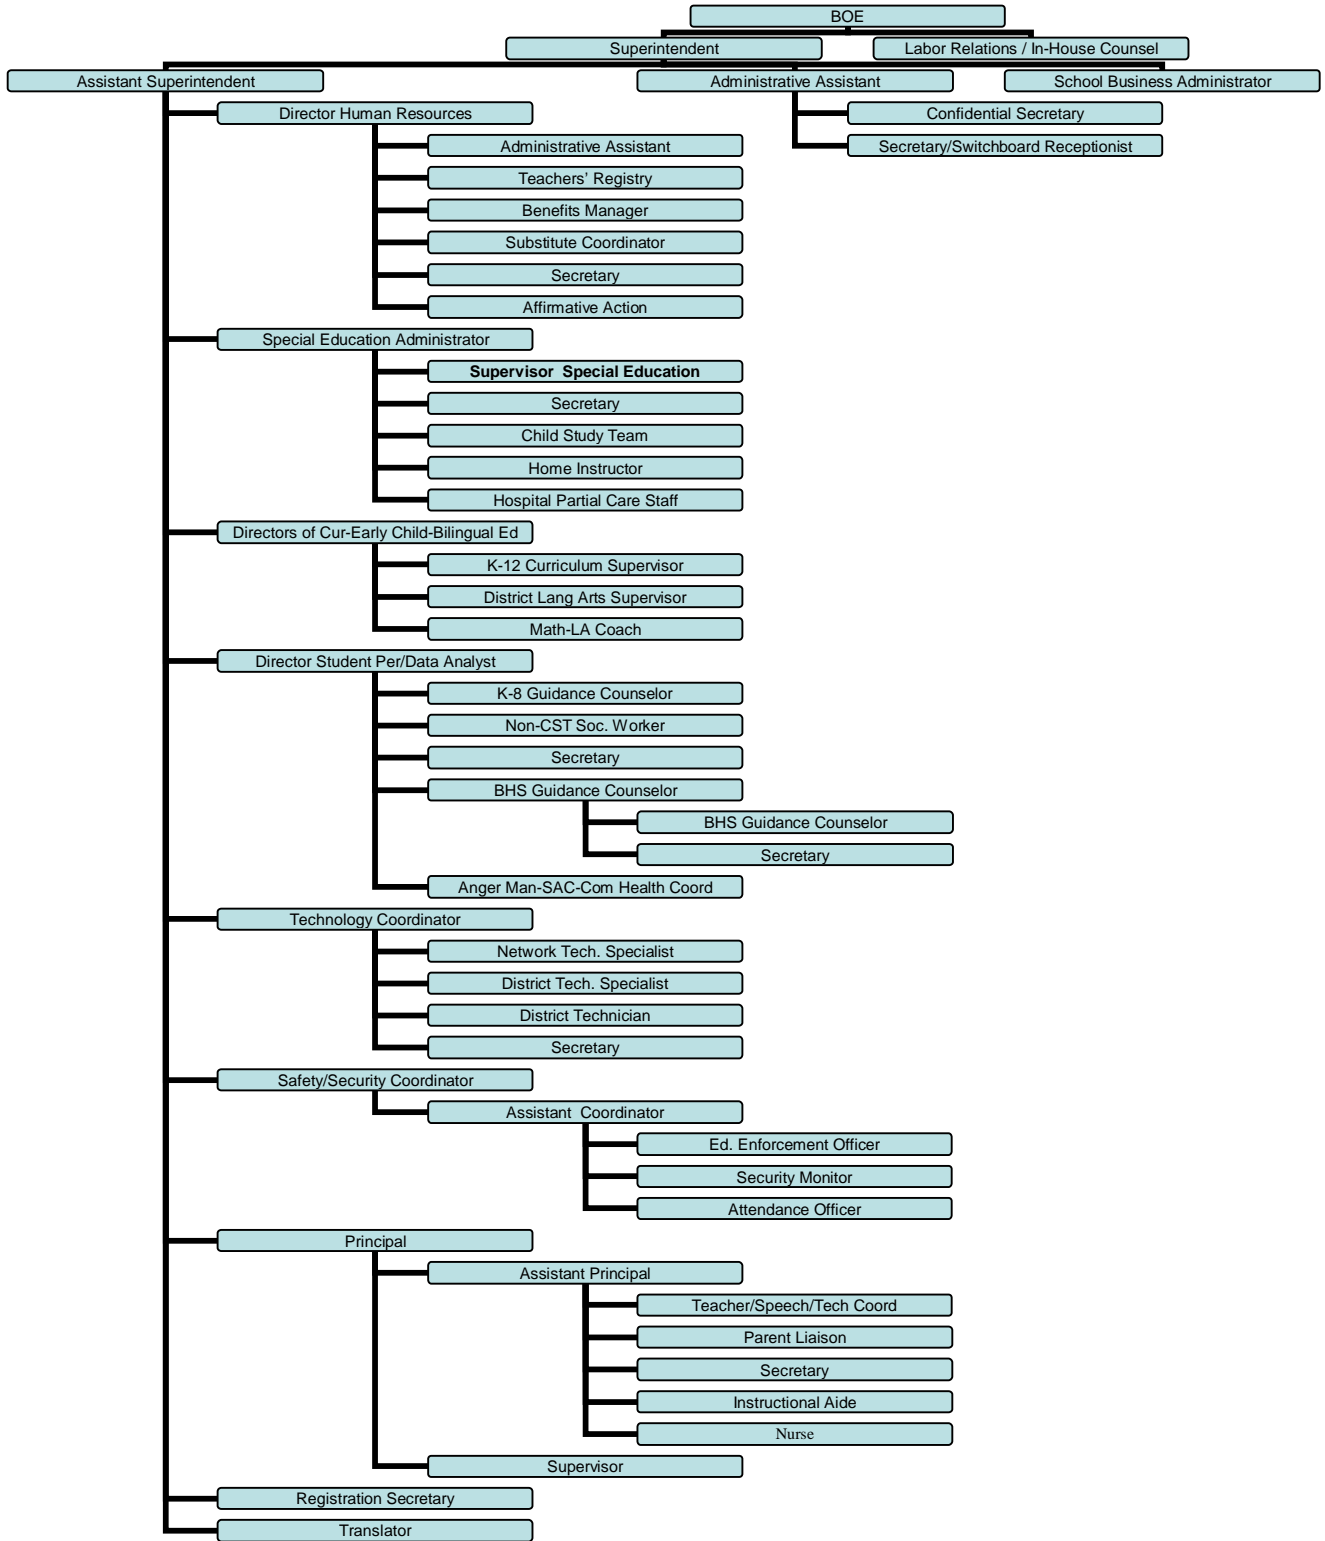 BOE
Superintendent
Labor Relations / In-House Counsel
Assistant Superintendent
Administrative Assistant
School Business Administrator
Director Human Resources
Confidential Secretary
Administrative Assistant
Secretary/Switchboard Receptionist
Teachers’ Registry
Benefits Manager
Substitute Coordinator
Secretary
Affirmative Action
Special Education Administrator
Supervisor Special Education
Secretary
Child Study Team
Home Instructor
Hospital Partial Care Staff
Directors of Cur-Early Child-Bilingual Ed
K-12 Curriculum Supervisor
District Lang Arts Supervisor
Math-LA Coach
Director Student Per/Data Analyst
K-8 Guidance Counselor
Non-CST Soc. Worker
Secretary
BHS Guidance Counselor
BHS Guidance Counselor
Secretary
Anger Man-SAC-Com Health Coord
Technology Coordinator
Network Tech. Specialist
District Tech. Specialist
District Technician
Secretary
Safety/Security Coordinator
Assistant Coordinator
Ed. Enforcement Officer
Security Monitor
Attendance Officer
Principal
Assistant Principal
Teacher/Speech/Tech Coord
Parent Liaison
Secretary
Instructional Aide
Nurse
Supervisor
Registration Secretary
Translator